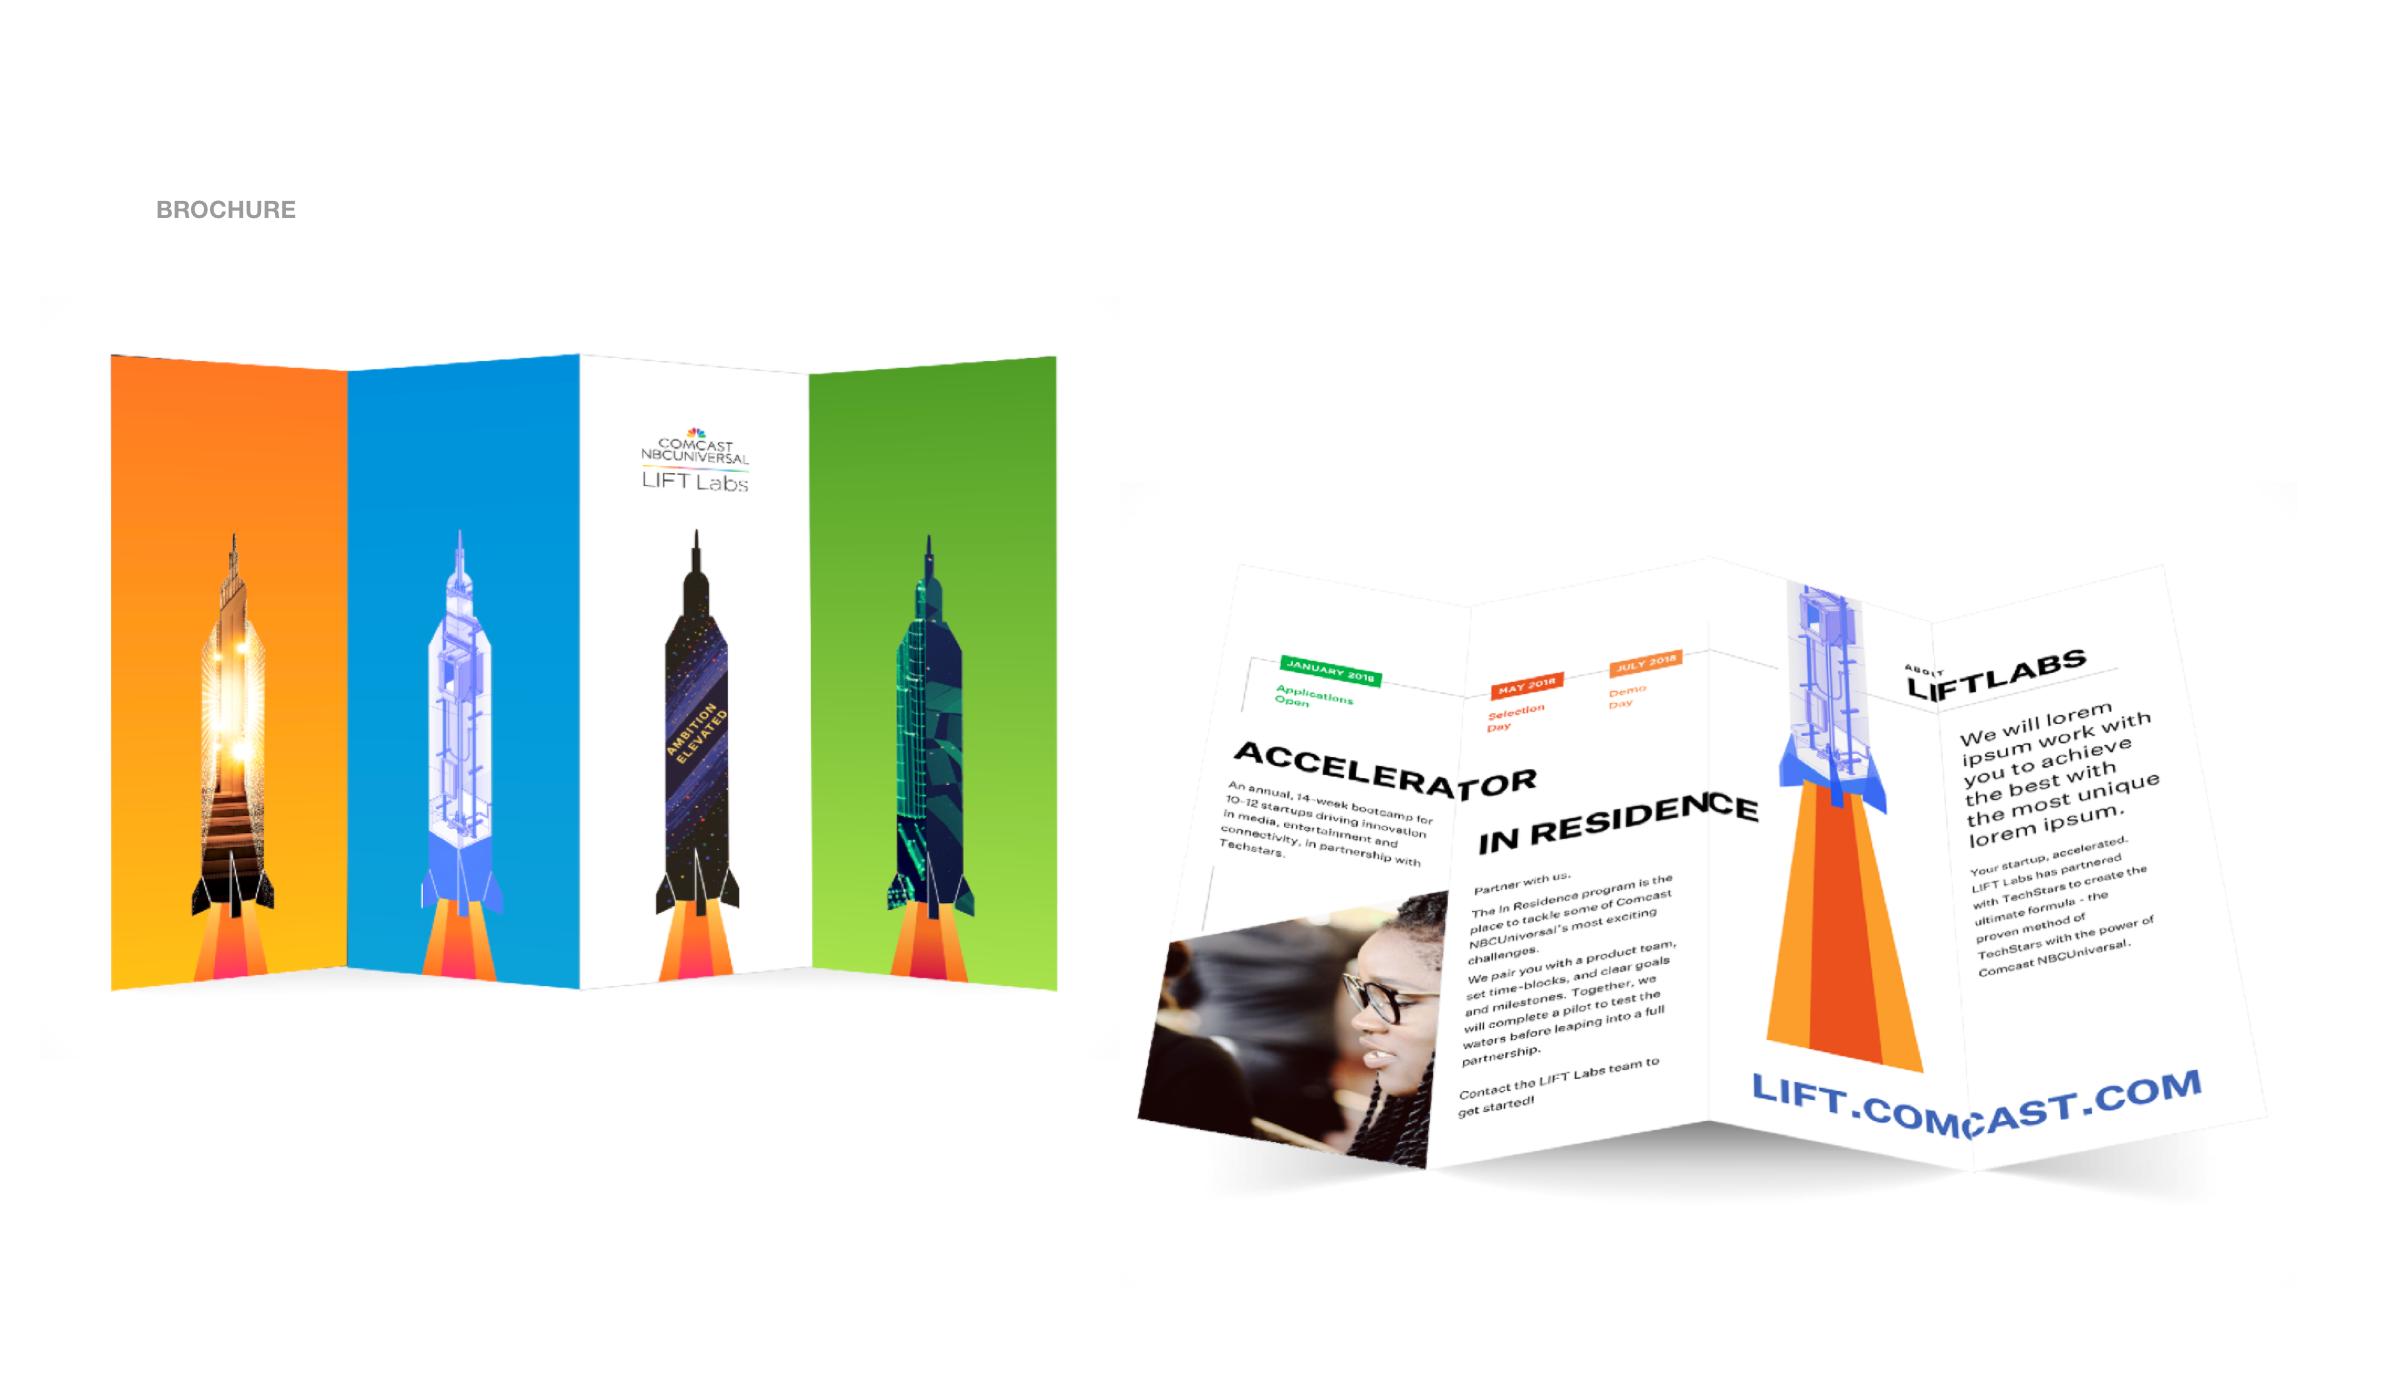 BROCHURE
COMCAST
NBCUNIVERSAL
LIFT Labs
AMBITION
ELEVATED
JANUARY 2018
Applications
Open
MAY 2018
Selection
Day
JULY 2018
Demo
Day
ACCELERATOR
An annual, 14-week bootcamp for
10-12 startups driving innovation
in media, entertainment and
connectivity, in partnership with
Techstars.
IN RESIDENCE
Partner with us.
The In Residence program is the
place to tackle some of Comcast
NBCUniversal's most exciting
challenges.
We pair you with a product team,
set time-blocks, and clear goals
and milestones. Together, we
will complete a pilot to test the
waters before leaping into a full
partnership.
Contact the LIFT Labs team to
get started!
ABOUT
LIFTLABS
We will lorem
ipsum work with
you to achieve
the best with
the most unique
lorem ipsum.
Your startup, accelerated.
LIFT Labs has partnered
with TechStars to create the
ultimate formula - the
proven method of
TechStars with the power of
Comcast NBCUniversal.
LIFT.COMCAST.COM